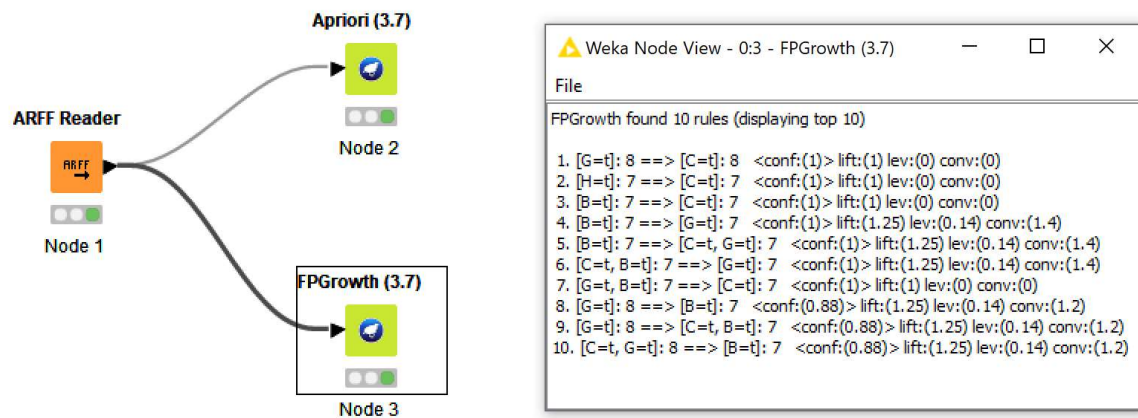 Apriori (3.7)
Node 2
ARFF Reader
ARFF
Node 1
FPGrowth (3.7)
Node 3
Weka Node View - 0:3 - FPGrowth (3.7)
File
FPGrowth found 10 rules (displaying top 10)
1. [G=t]: 8 ==> [C=t]: 8 <conf:(1)> lift:(1) lev:(0) conv:(0)
2. [H=t]: 7 ==> [C=t]: 7 <conf:(1)> lift:(1) lev:(0) conv:(0)
3. [B=t]: 7 ==> [C=t]: 7 <conf:(1)> lift:(1) lev:(0) conv:(0)
4. [B=t]: 7 ==> [G=t]: 7 <conf:(1)> lift:(1.25) lev:(0.14) conv:(1.4)
5. [B=t]: 7 ==> [C=t, G=t]: 7 <conf:(1)> lift:(1.25) lev:(0.14) conv:(1.4)
6. [C=t, B=t]: 7 ==> [G=t]: 7 <conf:(1)> lift:(1.25) lev:(0.14) conv:(1.4)
7. [G=t, B=t]: 7 ==> [C=t]: 7 <conf:(1)> lift:(1) lev:(0) conv:(0)
8. [G=t]: 8 ==> [B=t]: 7 <conf:(0.88)> lift:(1.25) lev:(0.14) conv:(1.2)
9. [G=t]: 8 ==> [C=t, B=t]: 7 <conf:(0.88)> lift:(1.25) lev:(0.14) conv:(1.2)
10. [C=t, G=t]: 8 ==> [B=t]: 7 <conf:(0.88)> lift:(1.25) lev:(0.14) conv:(1.2)